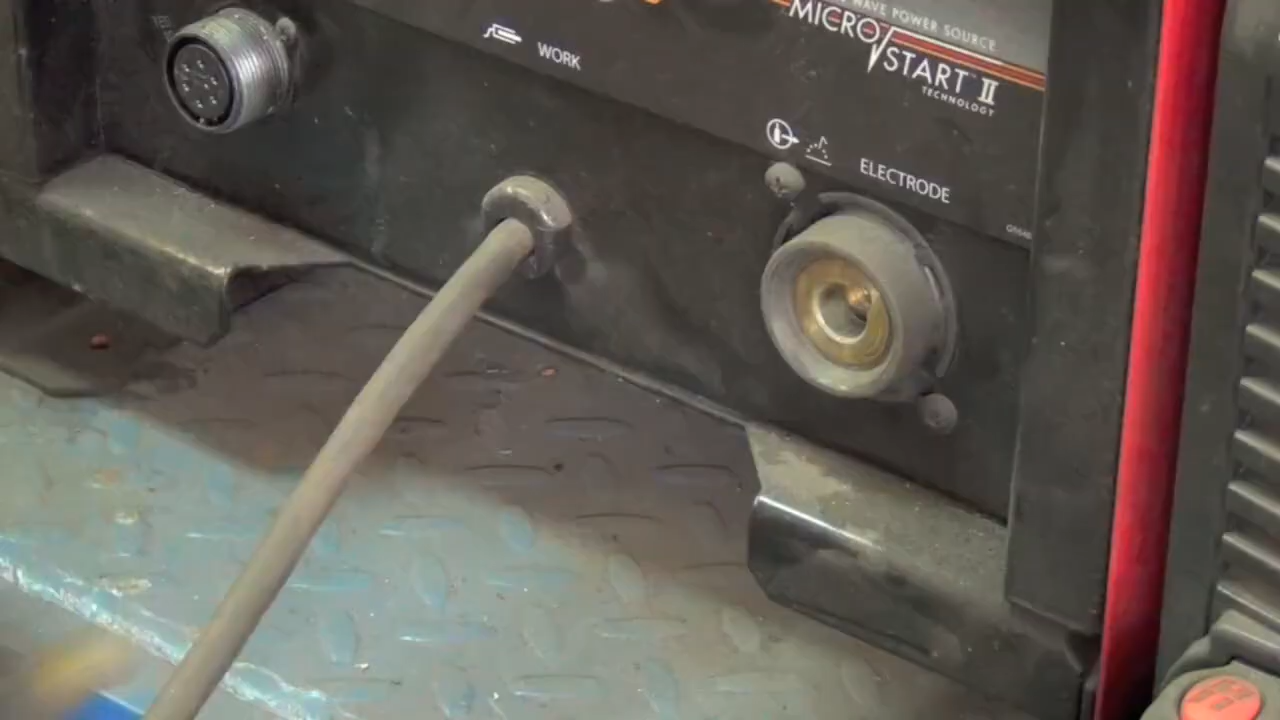 WAVE POWER SOURCE
MICRO
START II
TECHNOLOGY
WORK
ELECTRODE